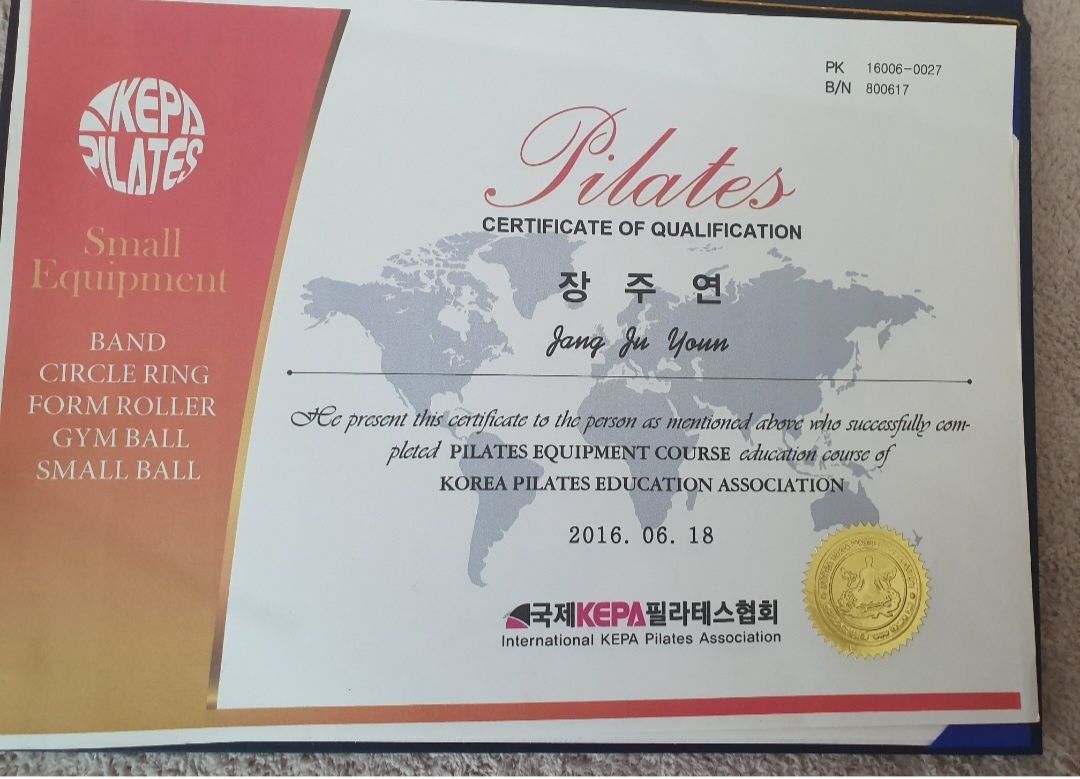 PK 16006-0027
B/N 800617
KEPA
PILATES
Small
Equipment
BAND
CIRCLE RING
FORM ROLLER
GYM BALL
SMALL BALL
Pilates
CERTIFICATE OF QUALIFICATION
장 주 연
Jang Ju Youn
He present this certificate to the person as mentioned above who successfully com-
pleted PILATES EQUIPMENT COURSE education course of
KOREA PILATES EDUCATION ASSOCIATION
2016. 06. 18
국제KEPA필라테스협회
International KEPA Pilates Association